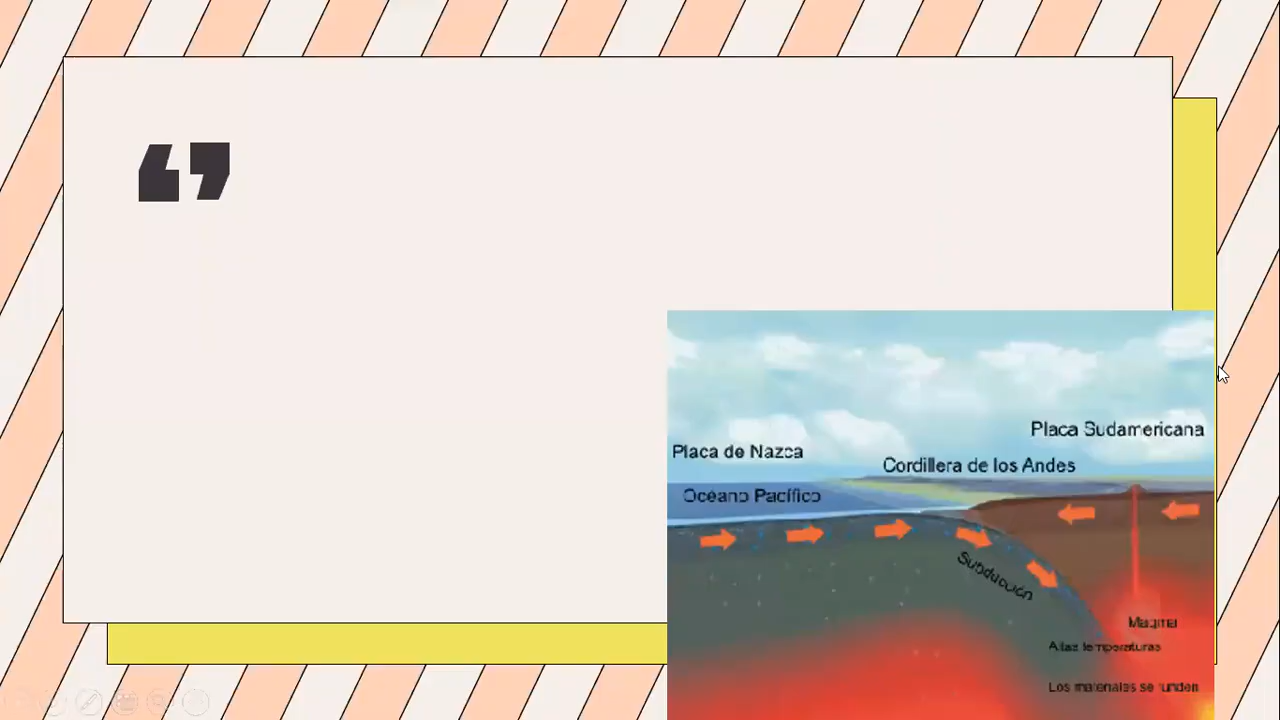 Placa Sudamericana
Placa de Nazca
Cordillera de los Andes
Océano Pacífico
Subducción
Magma
Altas temperaturas
Los materiales se funden